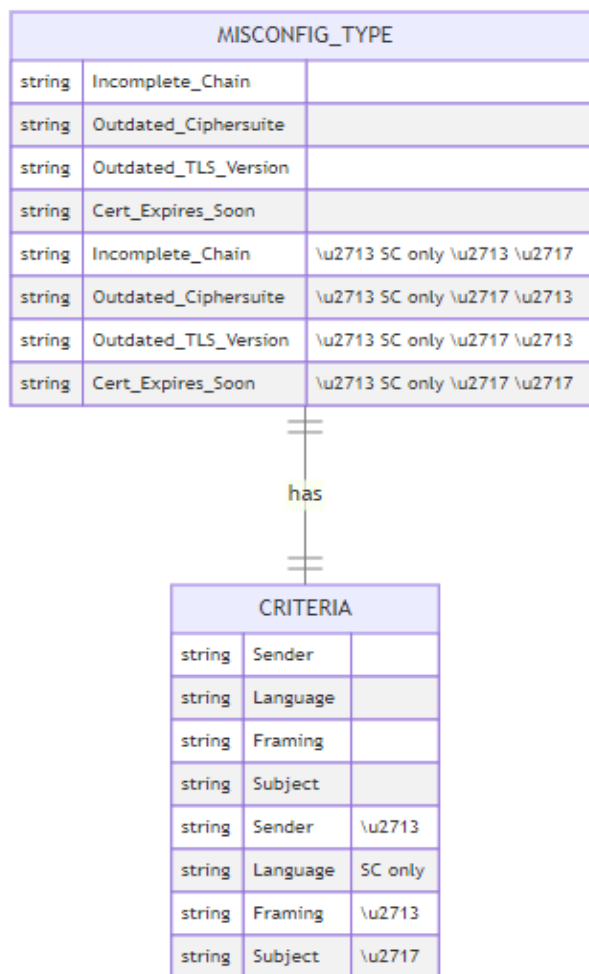 MISCONFIG_TYPE
string Incomplete_Chain
string Outdated_Ciphersuite
string Outdated_TLS_Version
string Cert_Expires_Soon
string Incomplete_Chain \u2713 SC only \u2713 \u2717
string Outdated_Ciphersuite \u2713 SC only \u2717 \u2713
string Outdated_TLS_Version \u2713 SC only \u2717 \u2713
string Cert_Expires_Soon \u2713 SC only \u2717 \u2717
has
CRITERIA
string Sender
string Language
string Framing
string Subject
string Sender \u2713
string Language SC only
string Framing \u2713
string Subject \u2717